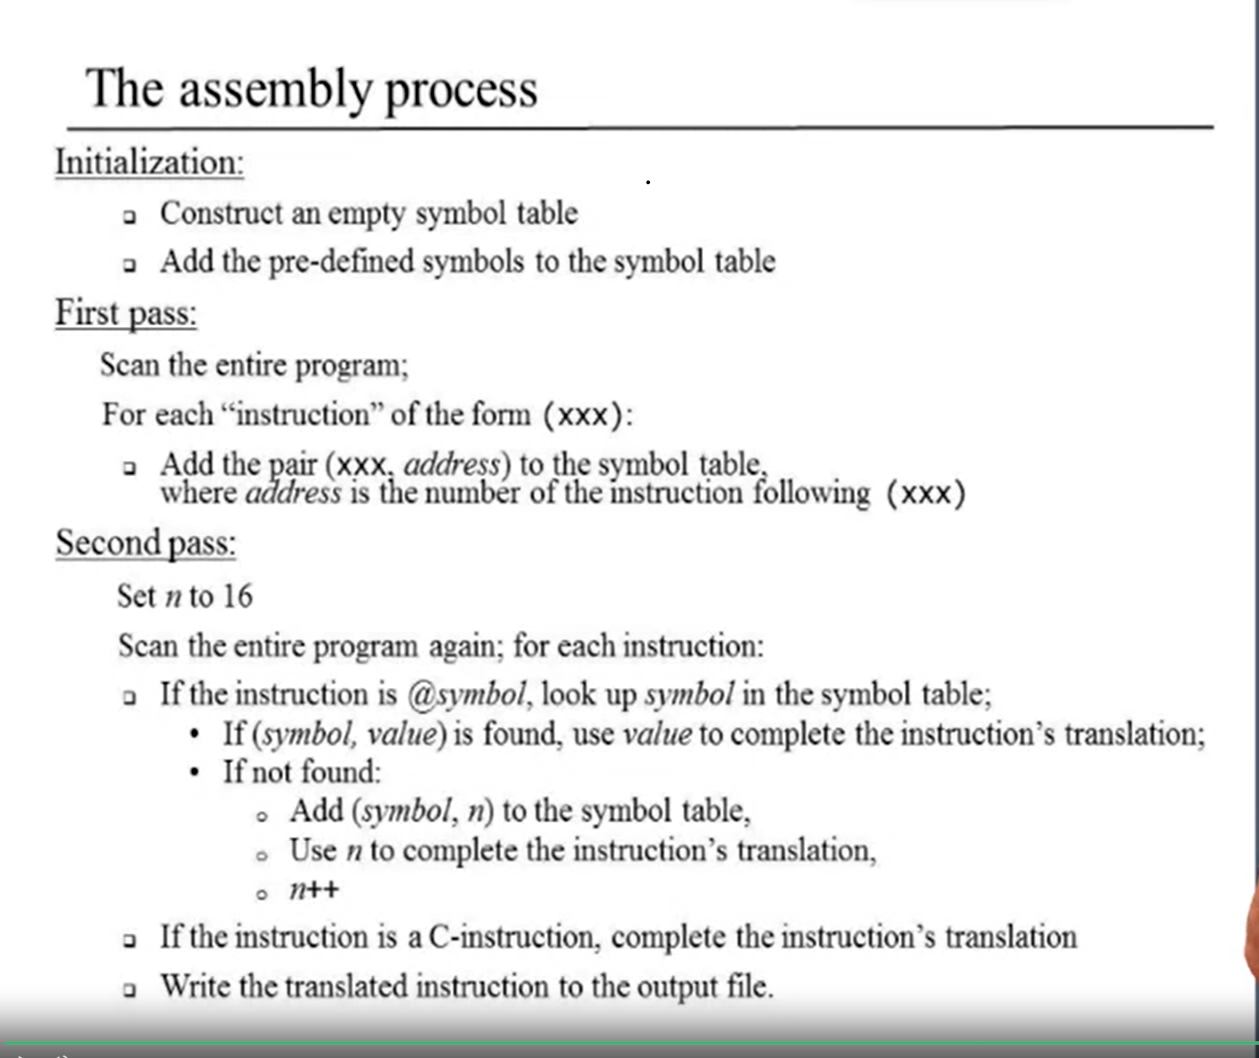 The assembly process
Initialization:
Construct an empty symbol table
Add the pre-defined symbols to the symbol table
First pass:
Scan the entire program;
For each “instruction” of the form (xxx):
Add the pair (xxx, address) to the symbol table,
where address is the number of the instruction following (xxx)
Second pass:
Set n to 16
Scan the entire program again; for each instruction:
If the instruction is @symbol, look up symbol in the symbol table;
• If (symbol, value) is found, use value to complete the instruction’s translation;
• If not found:
Add (symbol, n) to the symbol table,
Use n to complete the instruction’s translation,
n++
If the instruction is a C-instruction, complete the instruction’s translation
Write the translated instruction to the output file.